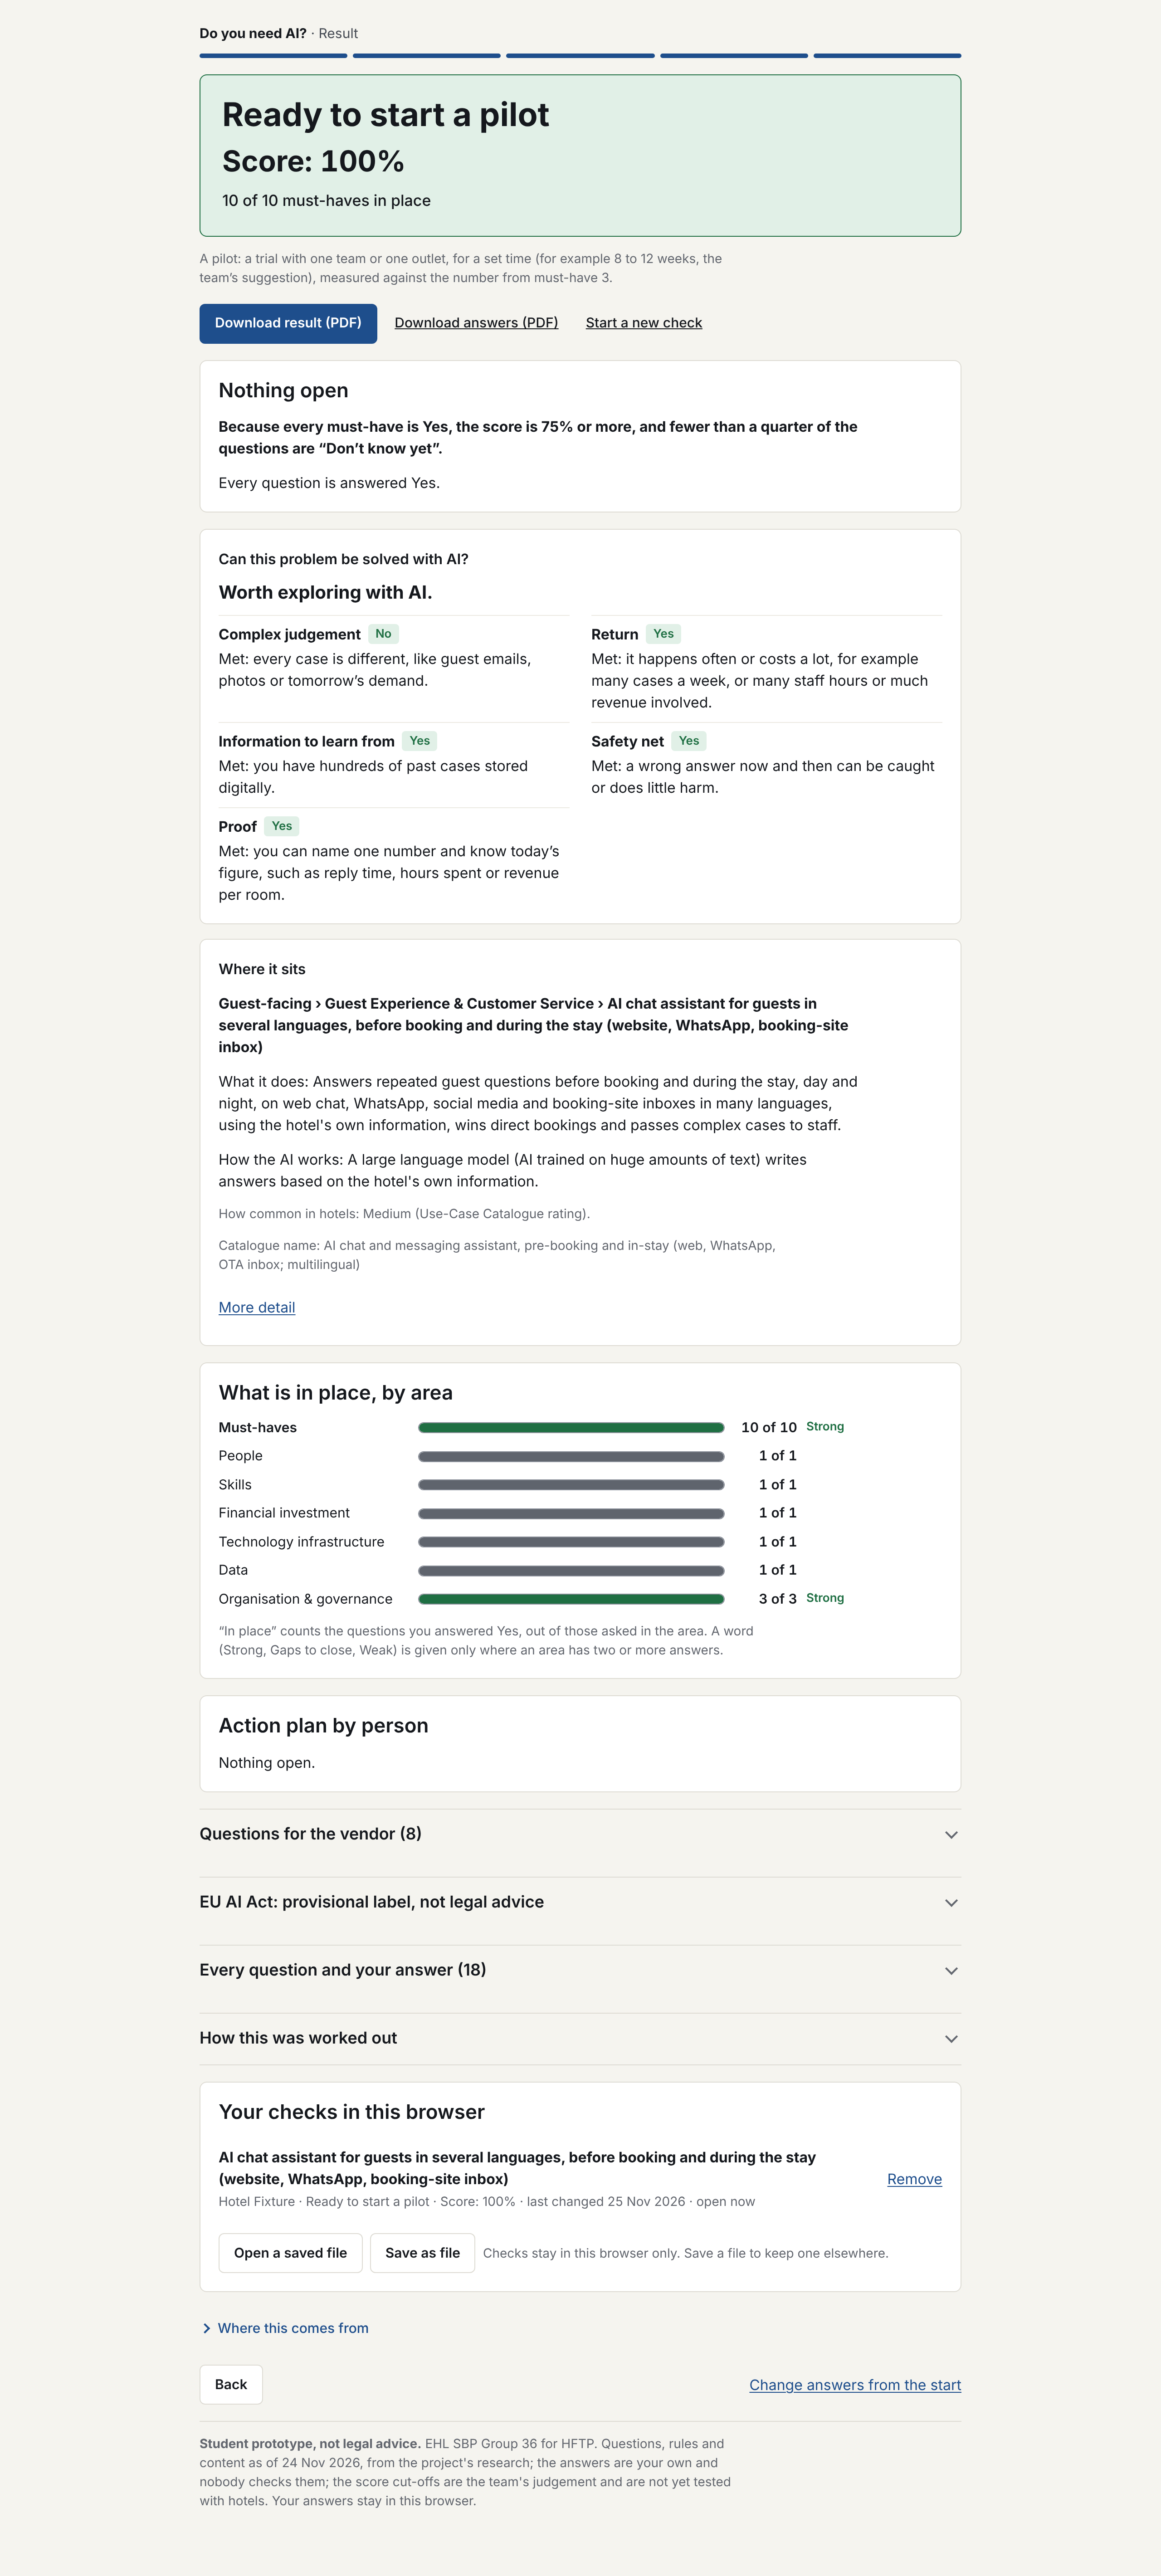 Do you need AI? · Result
Ready to start a pilot
Score: 100%
10 of 10 must-haves in place
A pilot: a trial with one team or one outlet, for a set time (for example 8 to 12 weeks, the
team’s suggestion), measured against the number from must-have 3.
Download result (PDF)
Download answers (PDF)
Start a new check
Nothing open
Because every must-have is Yes, the score is 75% or more, and fewer than a quarter of the
questions are “Don’t know yet”.
Every question is answered Yes.
Can this problem be solved with AI?
Worth exploring with AI.
Complex judgement No
Met: every case is different, like guest emails,
photos or tomorrow’s demand.
Return Yes
Met: it happens often or costs a lot, for example
many cases a week, or many staff hours or much
revenue involved.
Information to learn from Yes
Met: you have hundreds of past cases stored
digitally.
Safety net Yes
Met: a wrong answer now and then can be caught
or does little harm.
Proof Yes
Met: you can name one number and know today’s
figure, such as reply time, hours spent or revenue
per room.
Where it sits
Guest-facing › Guest Experience & Customer Service › AI chat assistant for guests in
several languages, before booking and during the stay (website, WhatsApp, booking-site
inbox)
What it does: Answers repeated guest questions before booking and during the stay, day and
night, on web chat, WhatsApp, social media and booking-site inboxes in many languages,
using the hotel's own information, wins direct bookings and passes complex cases to staff.
How the AI works: A large language model (AI trained on huge amounts of text) writes
answers based on the hotel's own information.
How common in hotels: Medium (Use-Case Catalogue rating).
Catalogue name: AI chat and messaging assistant, pre-booking and in-stay (web, WhatsApp,
OTA inbox; multilingual)
More detail
What is in place, by area
Must-haves 10 of 10 Strong
People 1 of 1
Skills 1 of 1
Financial investment 1 of 1
Technology infrastructure 1 of 1
Data 1 of 1
Organisation & governance 3 of 3 Strong
“In place” counts the questions you answered Yes, out of those asked in the area. A word
(Strong, Gaps to close, Weak) is given only where an area has two or more answers.
Action plan by person
Nothing open.
Questions for the vendor (8)
EU AI Act: provisional label, not legal advice
Every question and your answer (18)
How this was worked out
Your checks in this browser
AI chat assistant for guests in several languages, before booking and during the stay
(website, WhatsApp, booking-site inbox)
Remove
Hotel Fixture · Ready to start a pilot · Score: 100% · last changed 25 Nov 2026 · open now
Open a saved file
Save as file
Checks stay in this browser only. Save a file to keep one elsewhere.
Where this comes from
Back
Change answers from the start
Student prototype, not legal advice. EHL SBP Group 36 for HFTP. Questions, rules and
content as of 24 Nov 2026, from the project's research; the answers are your own and
nobody checks them; the score cut-offs are the team's judgement and are not yet tested
with hotels. Your answers stay in this browser.